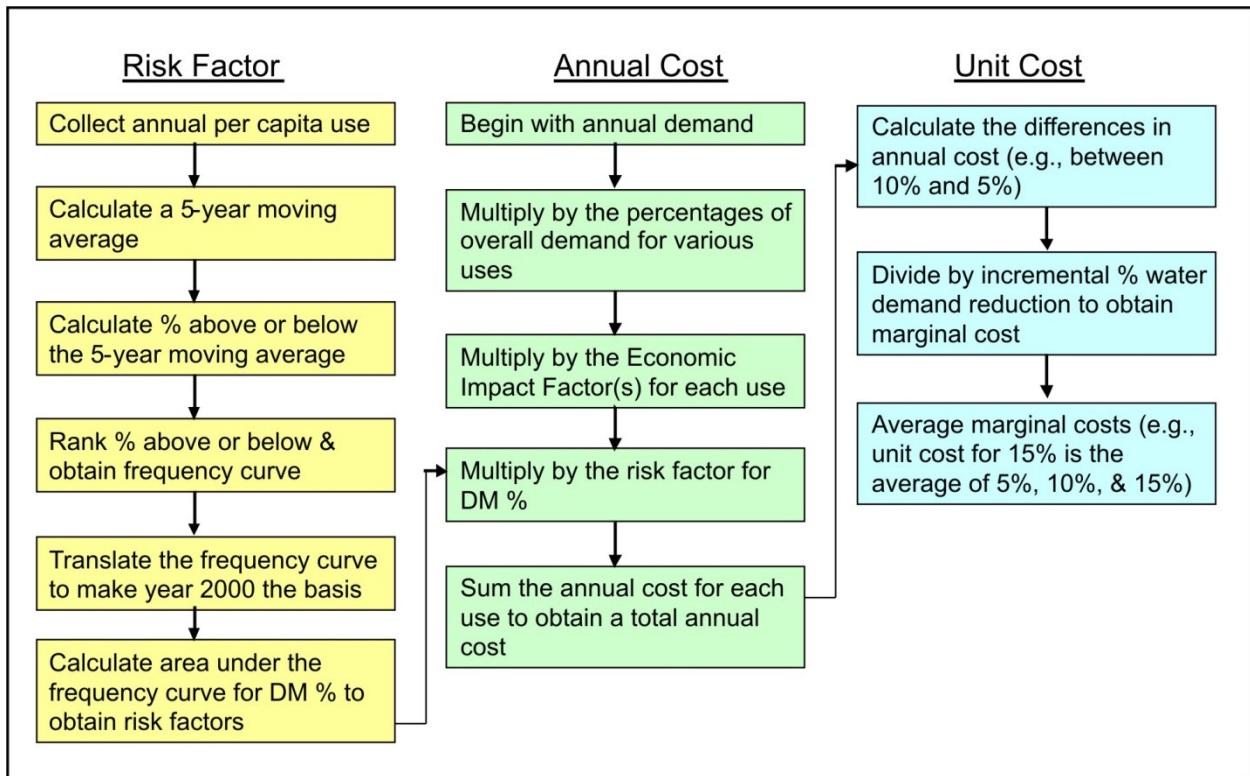 Risk Factor
Collect annual per capita use
Calculate a 5-year moving
average
Calculate % above or below
the 5-year moving average
Rank % above or below &
obtain frequency curve
Translate the frequency curve
to make year 2000 the basis
Calculate area under the
frequency curve for DM % to
obtain risk factors
Annual Cost
Begin with annual demand
Multiply by the percentages of
overall demand for various
uses
Multiply by the Economic
Impact Factor(s) for each use
Multiply by the risk factor for
DM %
Sum the annual cost for each
use to obtain a total annual
cost
Unit Cost
Calculate the differences in
annual cost (e.g., between
10% and 5%)
Divide by incremental % water
demand reduction to obtain
marginal cost
Average marginal costs (e.g.,
unit cost for 15% is the
average of 5%, 10%, & 15%)